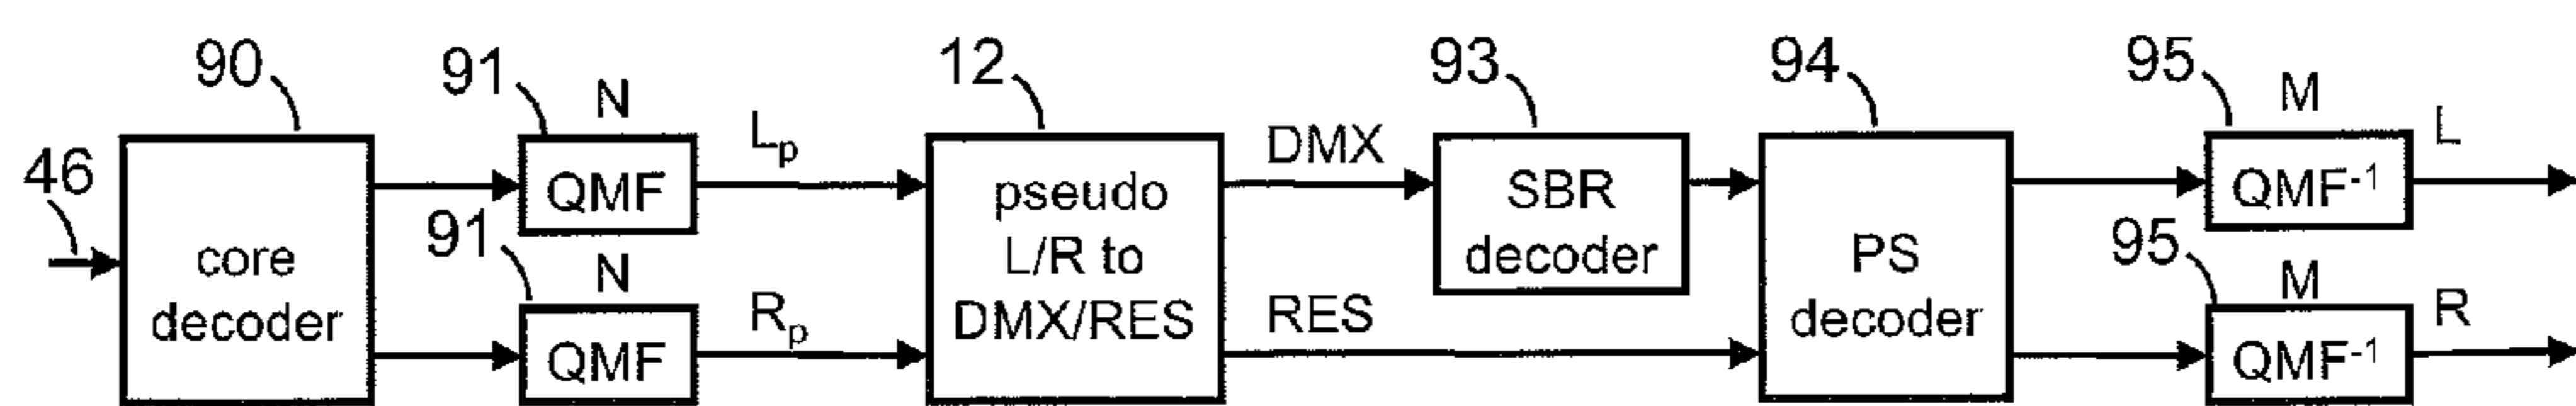 90
91
N
12
93
94
95
M
L
46
QMF
Lp
DMX
QMF-1
core
decoder
91
N
pseudo
L/R to
DMX/RES
SBR
decoder
PS
decoder
95
M
R
QMF
Rp
RES
QMF-1